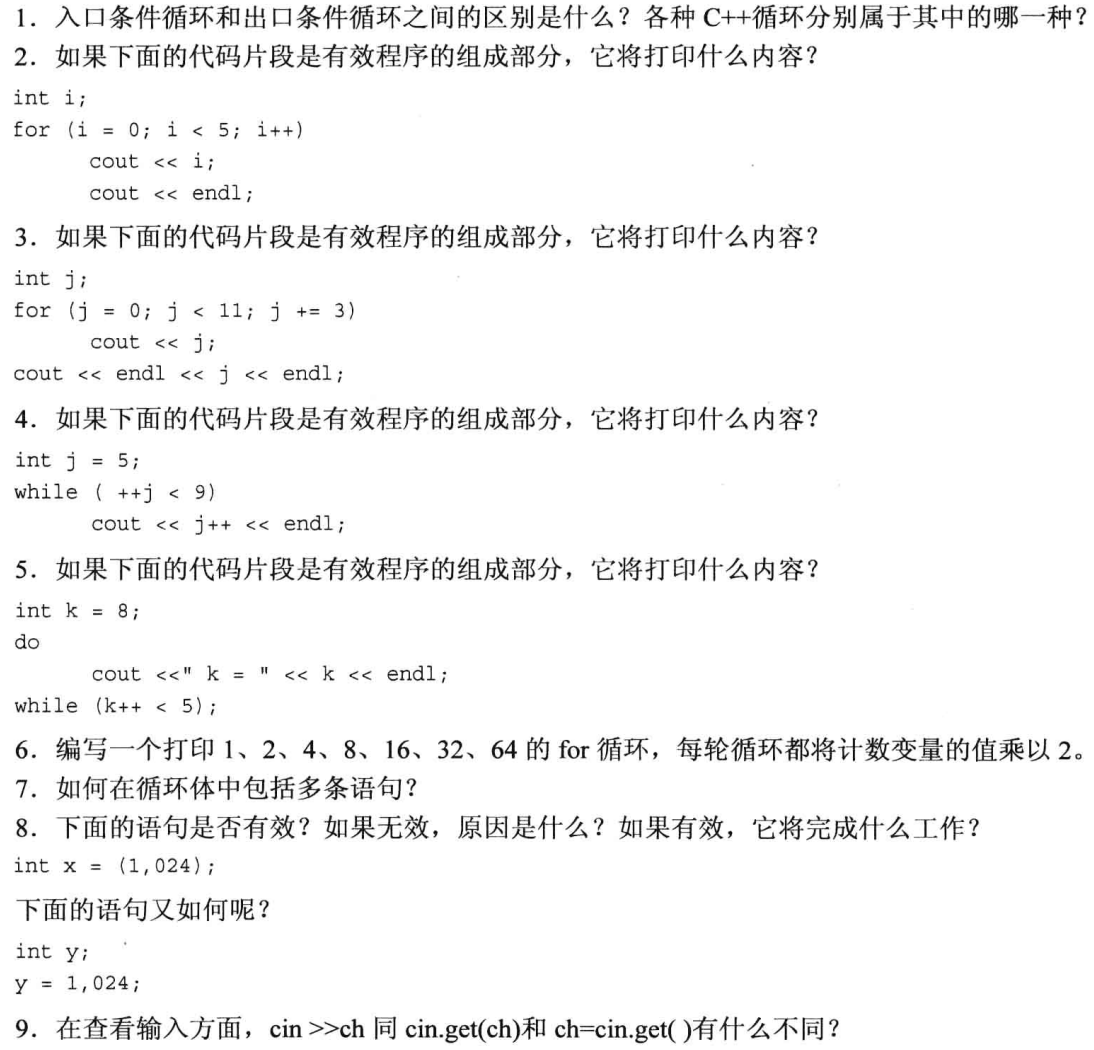 1．入口条件循环和出口条件循环之间的区别是什么？各种 C++循环分别属于其中的哪一种？
2．如果下面的代码片段是有效程序的组成部分，它将打印什么内容？
int i;
for (i = 0; i < 5; i++)
      cout << i;
      cout << endl;
3．如果下面的代码片段是有效程序的组成部分，它将打印什么内容？
int j;
for (j = 0; j < 11; j += 3)
      cout << j;
cout << endl << j << endl;
4．如果下面的代码片段是有效程序的组成部分，它将打印什么内容？
int j = 5;
while ( ++j < 9)
      cout << j++ << endl;
5．如果下面的代码片段是有效程序的组成部分，它将打印什么内容？
int k = 8;
do
      cout <<" k = " << k << endl;
while (k++ < 5);
6．编写一个打印 1、2、4、8、16、32、64 的 for 循环，每轮循环都将计数变量的值乘以 2。
7．如何在循环体中包括多条语句？
8．下面的语句是否有效？如果无效，原因是什么？如果有效，它将完成什么工作？
int x = (1,024);
下面的语句又如何呢？
int y;
y = 1,024;
9．在查看输入方面，cin >>ch 同 cin.get(ch)和 ch=cin.get( )有什么不同？